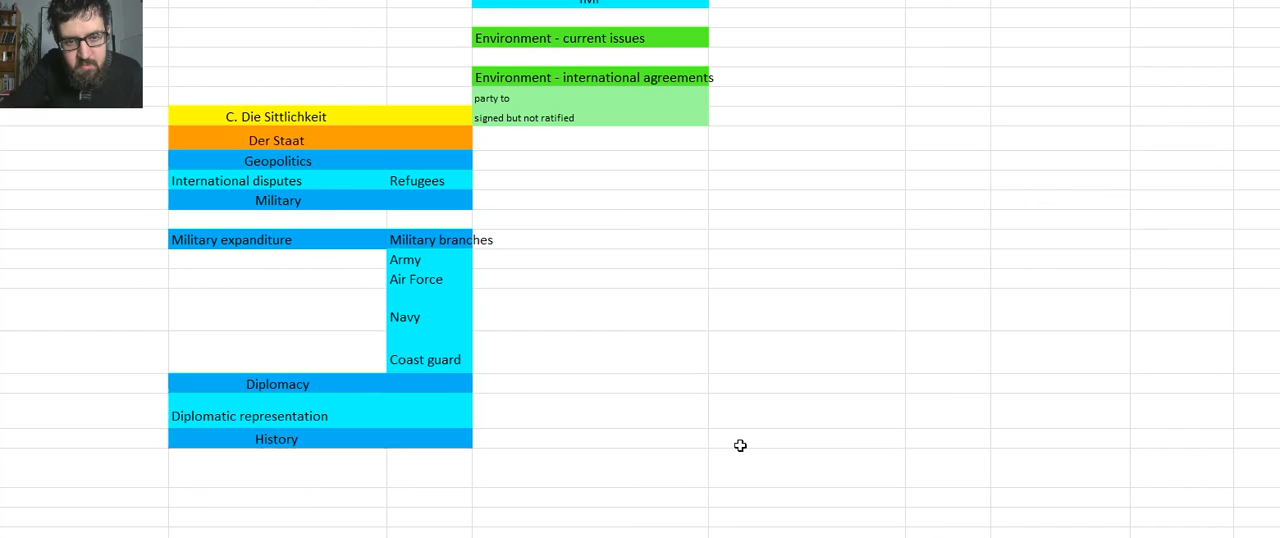 Environment - current issues
Environment - international agreements
party to
signed but not ratified
C. Die Sittlichkeit
Der Staat
Geopolitics
International disputes Refugees
Military
Military expenditure Military branches
Army
Air Force
Navy
Coast guard
Diplomacy
Diplomatic representation
History